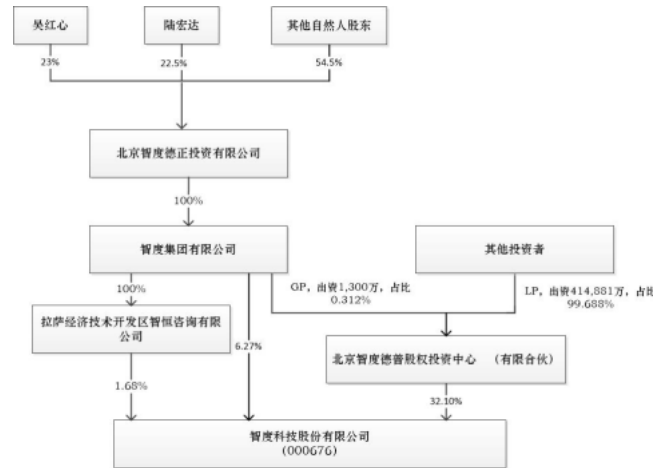 吴红心
陆宏达
其他自然人股东
23%
22.5%
54.5%
北京智度德正投资有限公司
100%
智度集团有限公司
其他投资者
100%
GP，出资1,300万，占比
0.312%
LP，出资414,881万，占比
99.688%
拉萨经济技术开发区智恒咨询有限
公司
6.27%
北京智度德普股权投资中心 （有限合伙）
1.68%
32.10%
智度科技股份有限公司
(000676)